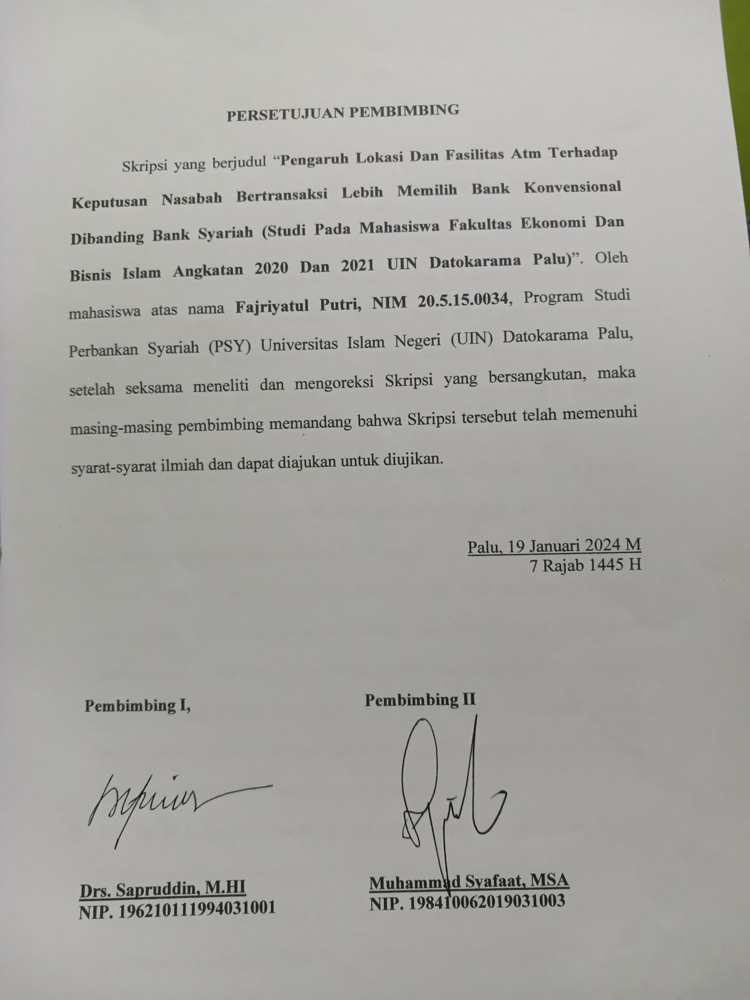 PERSETUJUAN PEMBIMBING
Skripsi yang berjudul “Pengaruh Lokasi Dan Fasilitas Atm Terhadap
Keputusan Nasabah Bertransaksi Lebih Memilih Bank Konvensional
Dibanding Bank Syariah (Studi Pada Mahasiswa Fakultas Ekonomi Dan
Bisnis Islam Angkatan 2020 Dan 2021 UIN Datokarama Palu)”. Oleh
mahasiswa atas nama Fajriyatul Putri, NIM 20.5.15.0034, Program Studi
Perbankan Syariah (PSY) Universitas Islam Negeri (UIN) Datokarama Palu,
setelah seksama meneliti dan mengoreksi Skripsi yang bersangkutan, maka
masing-masing pembimbing memandang bahwa Skripsi tersebut telah memenuhi
syarat-syarat ilmiah dan dapat diajukan untuk diujikan.
Palu, 19 Januari 2024 M
7 Rajab 1445 H
Pembimbing I,
Pembimbing II
Drs. Sapruddin, M.HI
NIP. 196210111994031001
Muhammad Syafaat, MSA
NIP. 198410062019031003